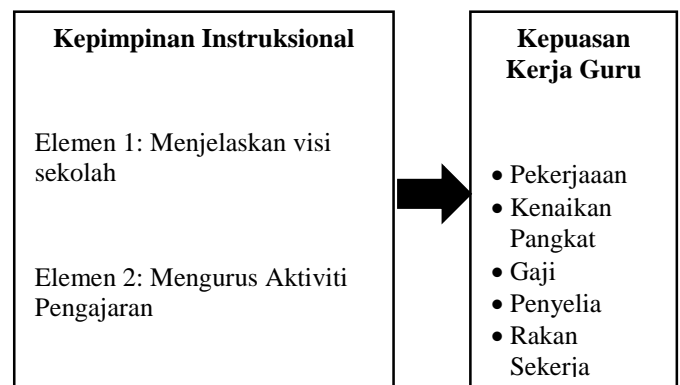 Kepimpinan Instruksional
Elemen 1: Menjelaskan visi
sekolah
Elemen 2: Mengurus Aktiviti
Pengajaran
Kepuasan
Kerja Guru
• Pekerjaaan
• Kenaikan
Pangkat
• Gaji
• Penyelia
• Rakan
Sekerja